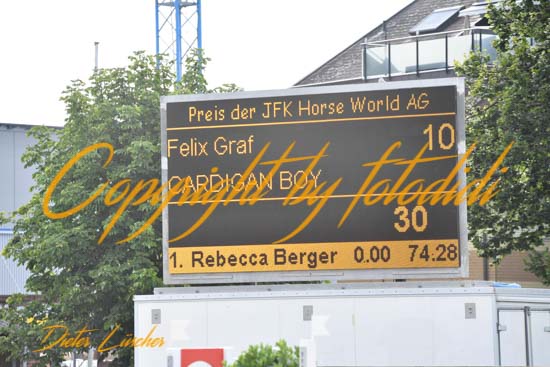 Preis der JFK Horse World AG
Felix Graf 10
CARDIGAN BOY
30
1. Rebecca Berger 0.00 74.28
Copyright by fotodidi
Dieter Lüscher